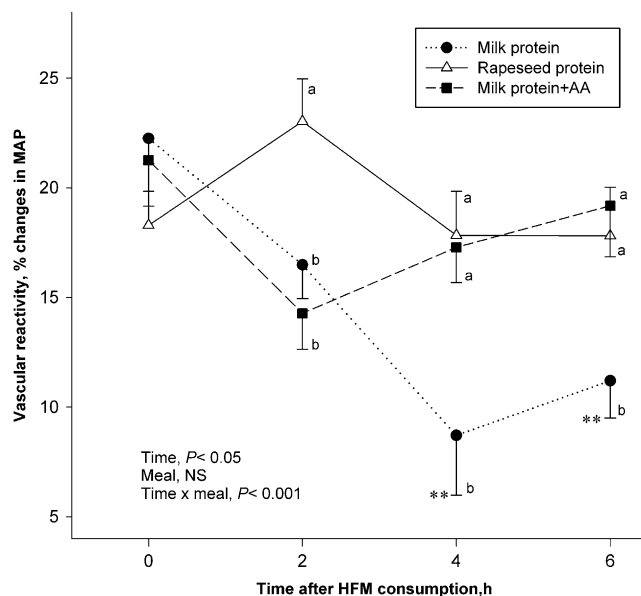 Milk protein
Rapeseed protein
Milk protein+AA
Vascular reactivity, % changes in MAP
25
20
15
10
5
a
b
b
a
a
**
b
a
a
**
b
Time, P< 0.05
Meal, NS
Time x meal, P< 0.001
0 2 4 6
Time after HFM consumption,h